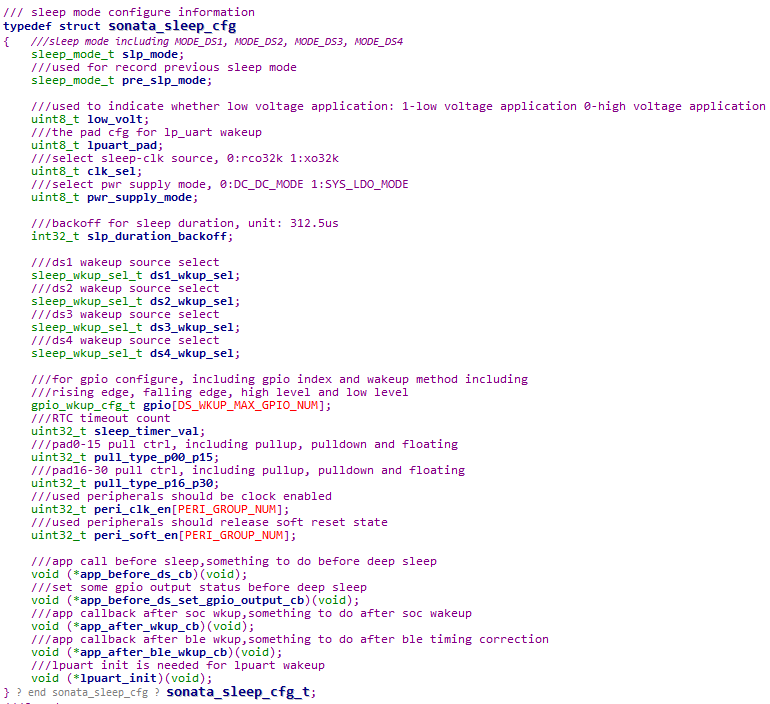 /// sleep mode configure information
typedef struct sonata_sleep_cfg
{   ///sleep mode including MODE_DS1, MODE_DS2, MODE_DS3, MODE_DS4
    sleep_mode_t slp_mode;
    ///used for record previous sleep mode
    sleep_mode_t pre_slp_mode;

    ///used to indicate whether low voltage application: 1-low voltage application 0-high voltage application
    uint8_t low_volt;
    ///the pad cfg for lp_uart wakeup
    uint8_t lpuart_pad;
    ///select sleep-clk source, 0:rco32k 1:xo32k
    uint8_t clk_sel;
    ///select pwr supply mode, 0:DC_DC_MODE 1:SYS_LDO_MODE
    uint8_t pwr_supply_mode;

    ///backoff for sleep duration, unit: 312.5us
    int32_t slp_duration_backoff;

    ///ds1 wakeup source select
    sleep_wkup_sel_t ds1_wkup_sel;
    ///ds2 wakeup source select
    sleep_wkup_sel_t ds2_wkup_sel;
    ///ds3 wakeup source select
    sleep_wkup_sel_t ds3_wkup_sel;
    ///ds4 wakeup source select
    sleep_wkup_sel_t ds4_wkup_sel;

    ///for gpio configure, including gpio index and wakeup method including
    ///rising edge, falling edge, high level and low level
    gpio_wkup_cfg_t gpio[DS_WKUP_MAX_GPIO_NUM];
    ///RTC timeout count
    uint32_t sleep_timer_val;
    ///pad0-15 pull ctrl, including pullup, pulldown and floating
    uint32_t pull_type_p00_p15;
    ///pad16-30 pull ctrl, including pullup, pulldown and floating
    uint32_t pull_type_p16_p30;
    ///used peripherals should be clock enabled
    uint32_t peri_clk_en[PERI_GROUP_NUM];
    ///used peripherals should release soft reset state
    uint32_t peri_soft_en[PERI_GROUP_NUM];

    ///app call before sleep,something to do before deep sleep
    void (*app_before_ds_cb)(void);
    ///set some gpio output status before deep sleep
    void (*app_before_ds_set_gpio_output_cb)(void);
    ///app callback after soc wkup,something to do after soc wakeup
    void (*app_after_wkup_cb)(void);
    ///app callback after ble wkup,something to do after ble timing correction
    void (*app_after_ble_wkup_cb)(void);
    ///lpuart init is needed for lpuart wakeup
    void (*lpuart_init)(void);
} ? end sonata_sleep_cfg ? sonata_sleep_cfg_t;